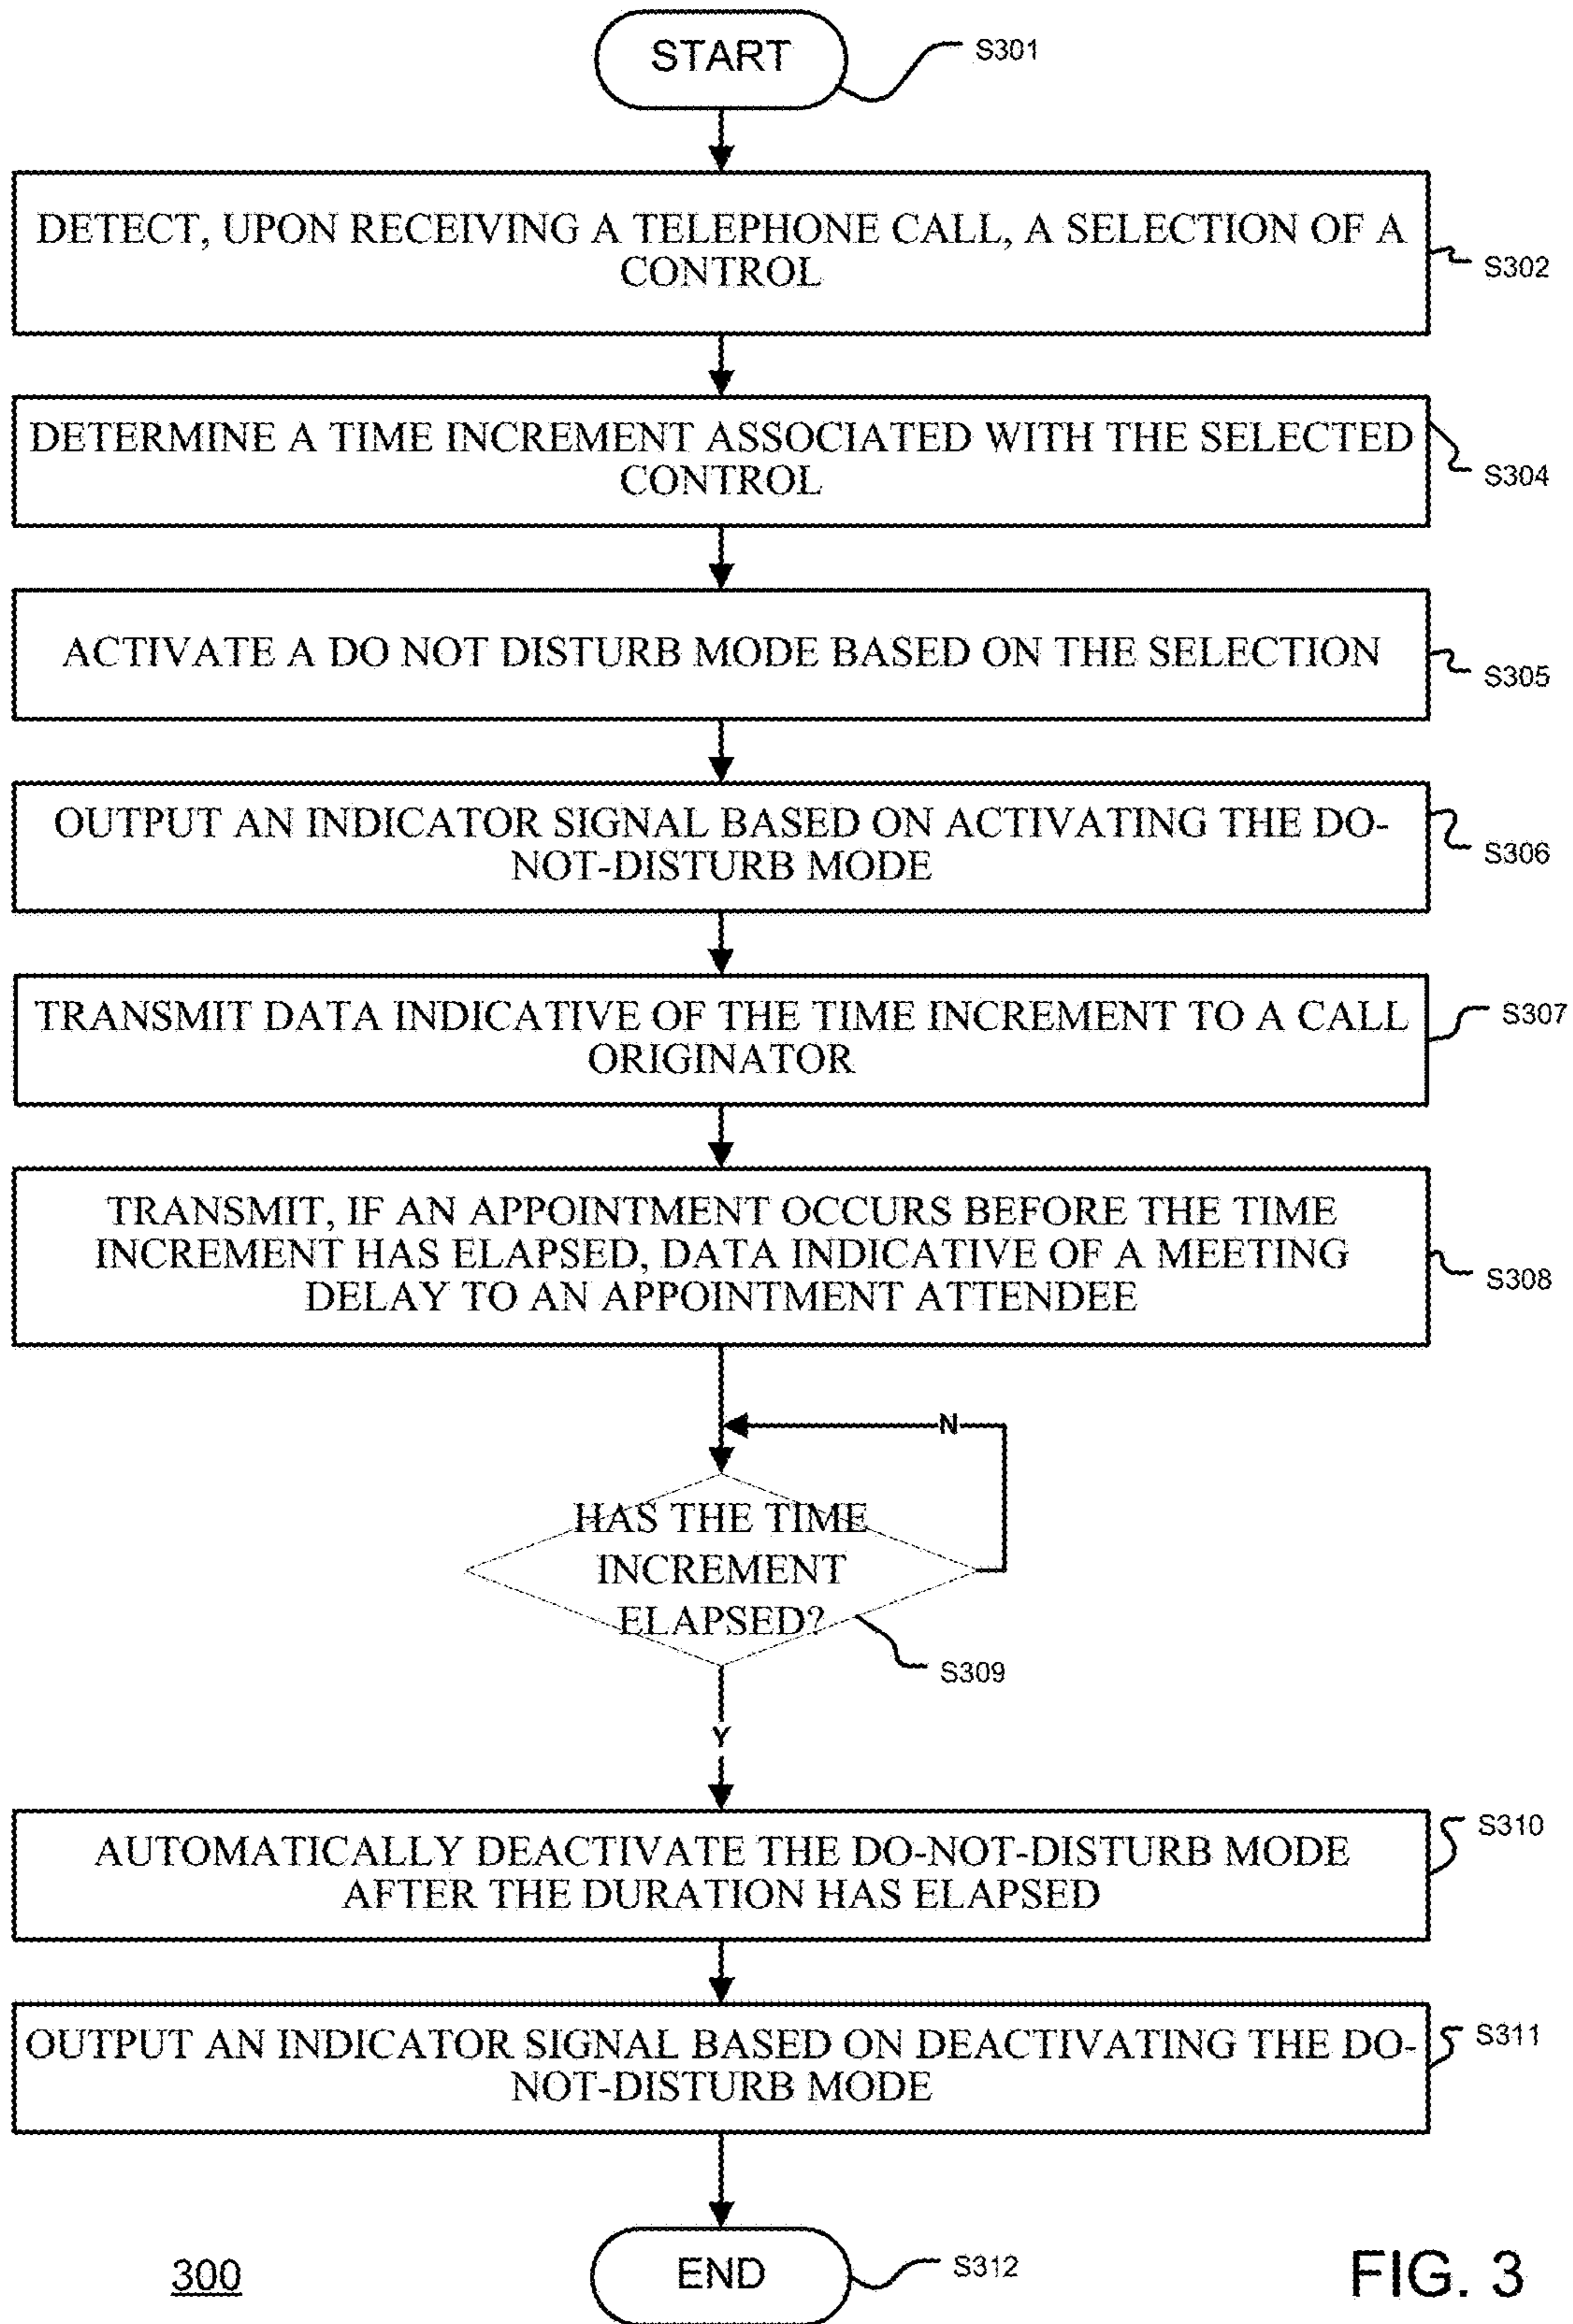 START
S301
DETECT, UPON RECEIVING A TELEPHONE CALL, A SELECTION OF A
CONTROL
S302
DETERMINE A TIME INCREMENT ASSOCIATED WITH THE SELECTED
CONTROL
S304
ACTIVATE A DO NOT DISTURB MODE BASED ON THE SELECTION
S305
OUTPUT AN INDICATOR SIGNAL BASED ON ACTIVATING THE DO-
NOT-DISTURB MODE
S306
TRANSMIT DATA INDICATIVE OF THE TIME INCREMENT TO A CALL
ORIGINATOR
S307
TRANSMIT, IF AN APPOINTMENT OCCURS BEFORE THE TIME
INCREMENT HAS ELAPSED, DATA INDICATIVE OF A MEETING
DELAY TO AN APPOINTMENT ATTENDEE
S308
N
HAS THE TIME
INCREMENT
ELAPSED?
S309
Y
AUTOMATICALLY DEACTIVATE THE DO-NOT-DISTURB MODE
AFTER THE DURATION HAS ELAPSED
S310
OUTPUT AN INDICATOR SIGNAL BASED ON DEACTIVATING THE DO-
NOT-DISTURB MODE
S311
END
S312
300
FIG. 3